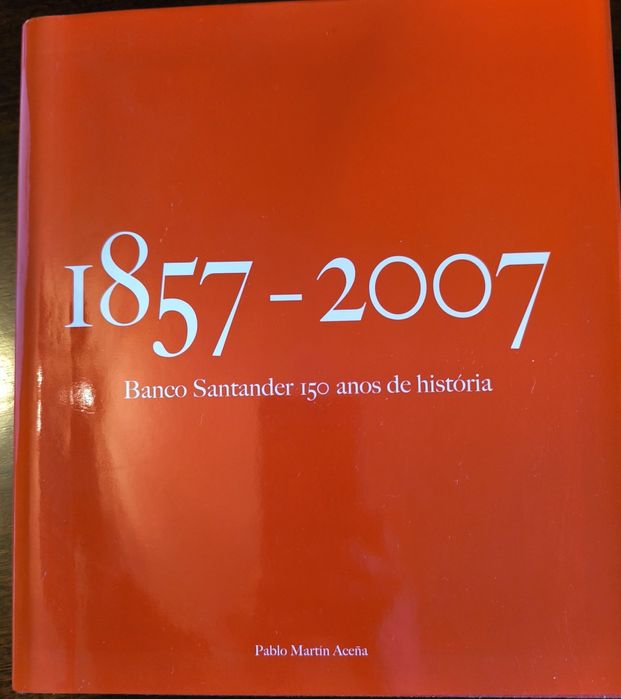 1857 – 2007
Banco Santander 150 anos de história
Pablo Martín Aceña